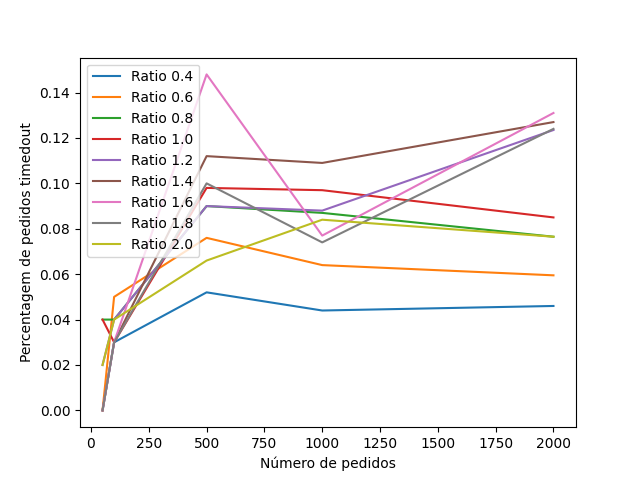 Ratio 0.4
Ratio 0.6
Ratio 0.8
Ratio 1.0
Ratio 1.2
Ratio 1.4
Ratio 1.6
Ratio 1.8
Ratio 2.0
0.14
0.12
0.10
0.08
0.06
0.04
0.02
0.00
Percentagem de pedidos timedout
0 250 500 750 1000 1250 1500 1750 2000
Número de pedidos